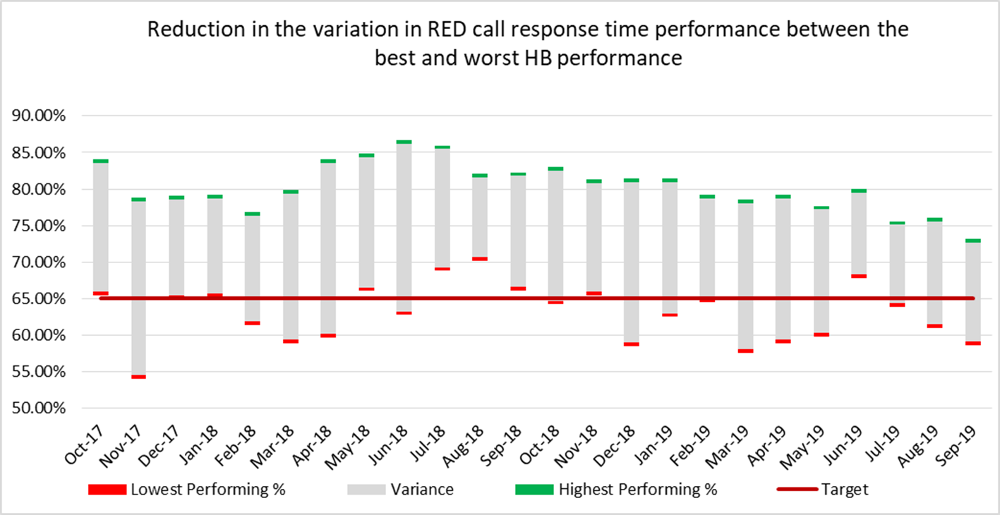 Reduction in the variation in RED call response time performance between the
best and worst HB performance
90.00%
85.00%
80.00%
75.00%
70.00%
65.00%
60.00%
55.00%
50.00%
Oct-17
Nov-17
Dec-17
Jan-18
Feb-18
Mar-18
Apr-18
May-18
Jun-18
Jul-18
Aug-18
Sep-18
Oct-18
Nov-18
Dec-18
Jan-19
Feb-19
Mar-19
Apr-19
May-19
Jun-19
Jul-19
Aug-19
Sep-19
Lowest Performing % Variance Highest Performing % Target